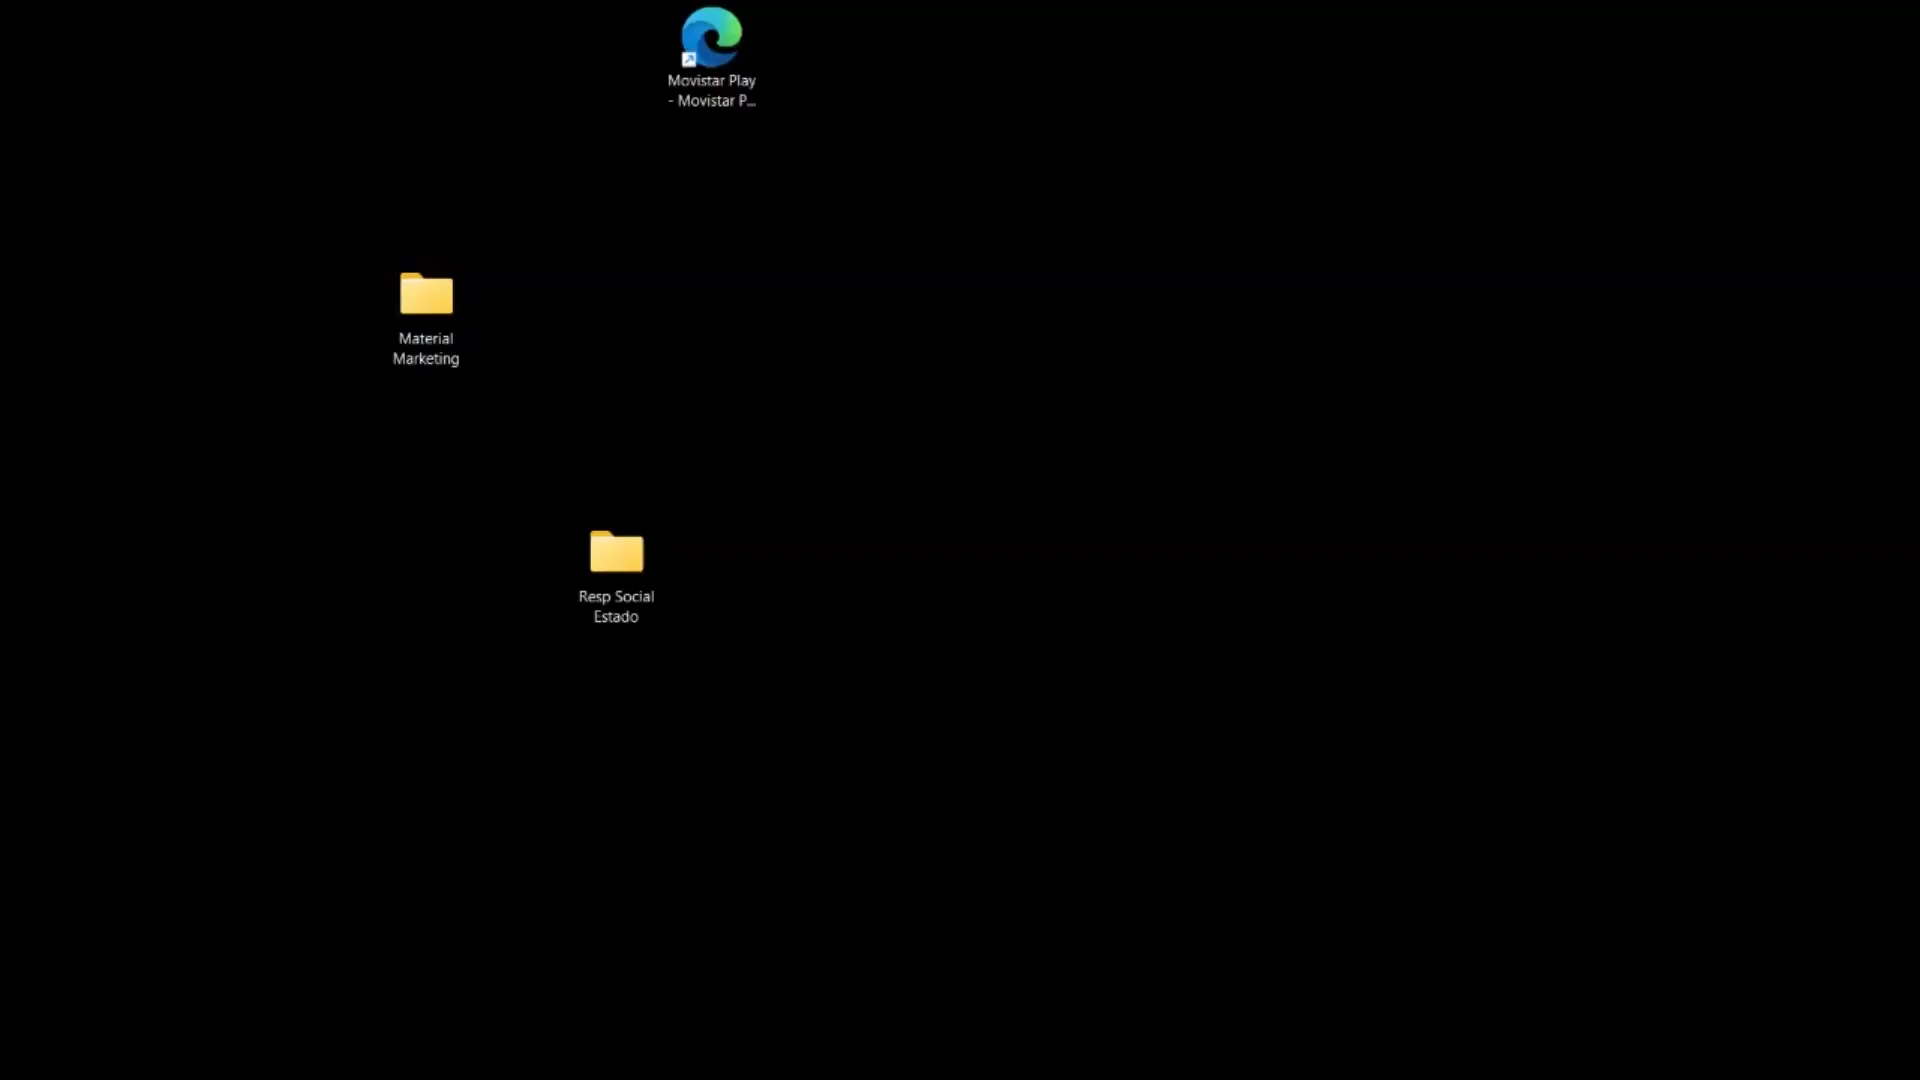 Movistar Play
- Movistar P...
Material
Marketing
Resp Social
Estado